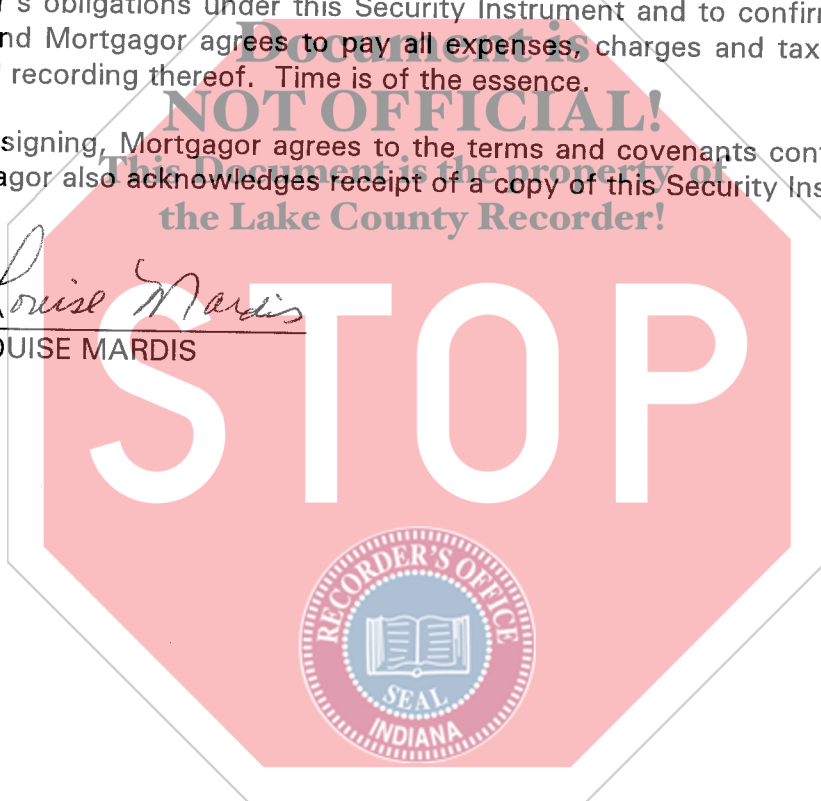 's obligations under this Security Instrument and to confirm
Document is
nd Mortgagor agrees to pay all expenses, charges and tax
recording thereof. Time is of the essence.
NOT OFFICIAL!
signing, Mortgagor agrees to the terms and covenants
This Document is the property of
agor also acknowledges receipt of a copy of this Security Ins
the Lake County Recorder!
Louise Mardis
OUISE MARDIS
STOP
RECORDER'S OFFICE
SEAL
INDIANA